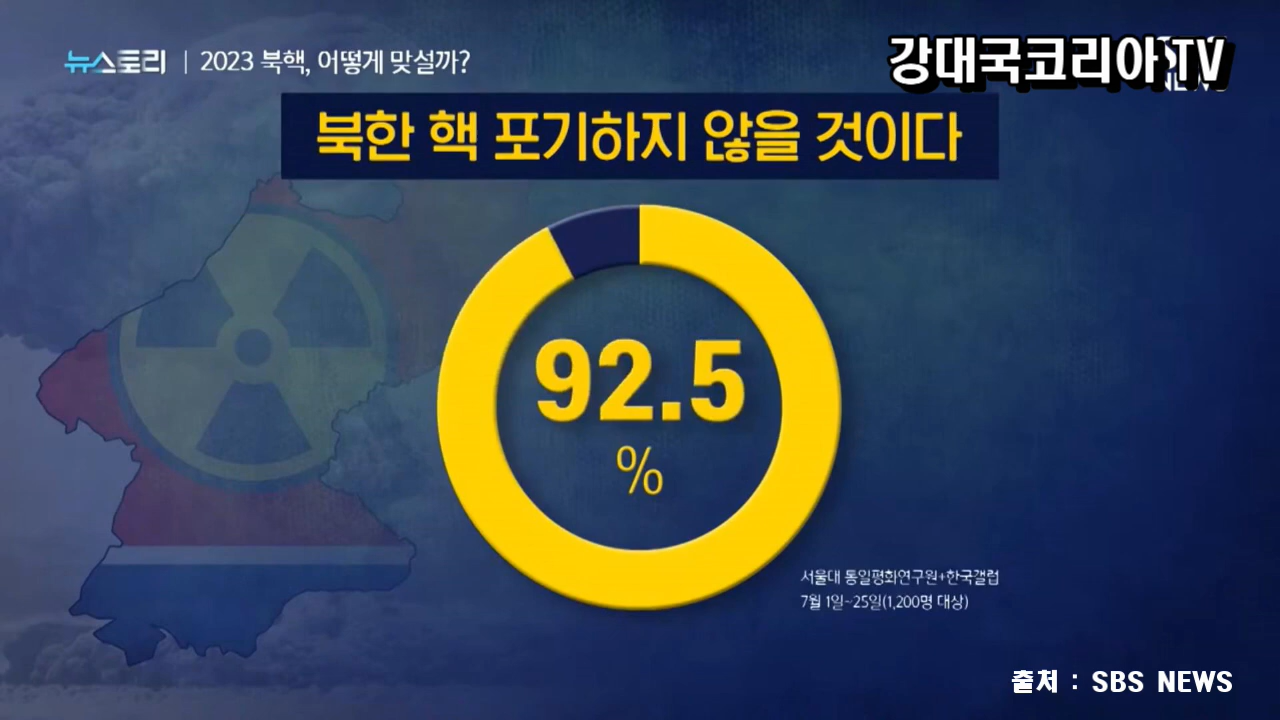 뉴스토리 | 2023 북핵, 어떻게 맞설까?
강대국코리아TV
북한 핵 포기하지 않을 것이다
92.5
%
서울대 통일평화연구원+한국갤럽
7월 1일~25일(1,200명 대상)
출처 : SBS NEWS